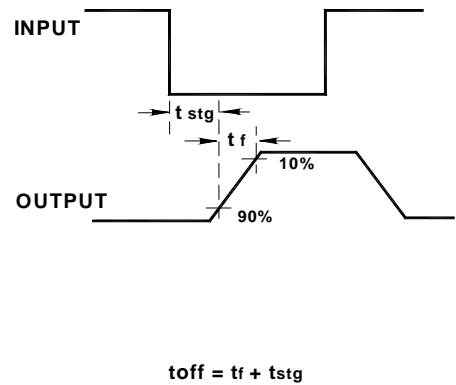 INPUT
t stg
t f
10%
OUTPUT
90%
toff = tf + tstg